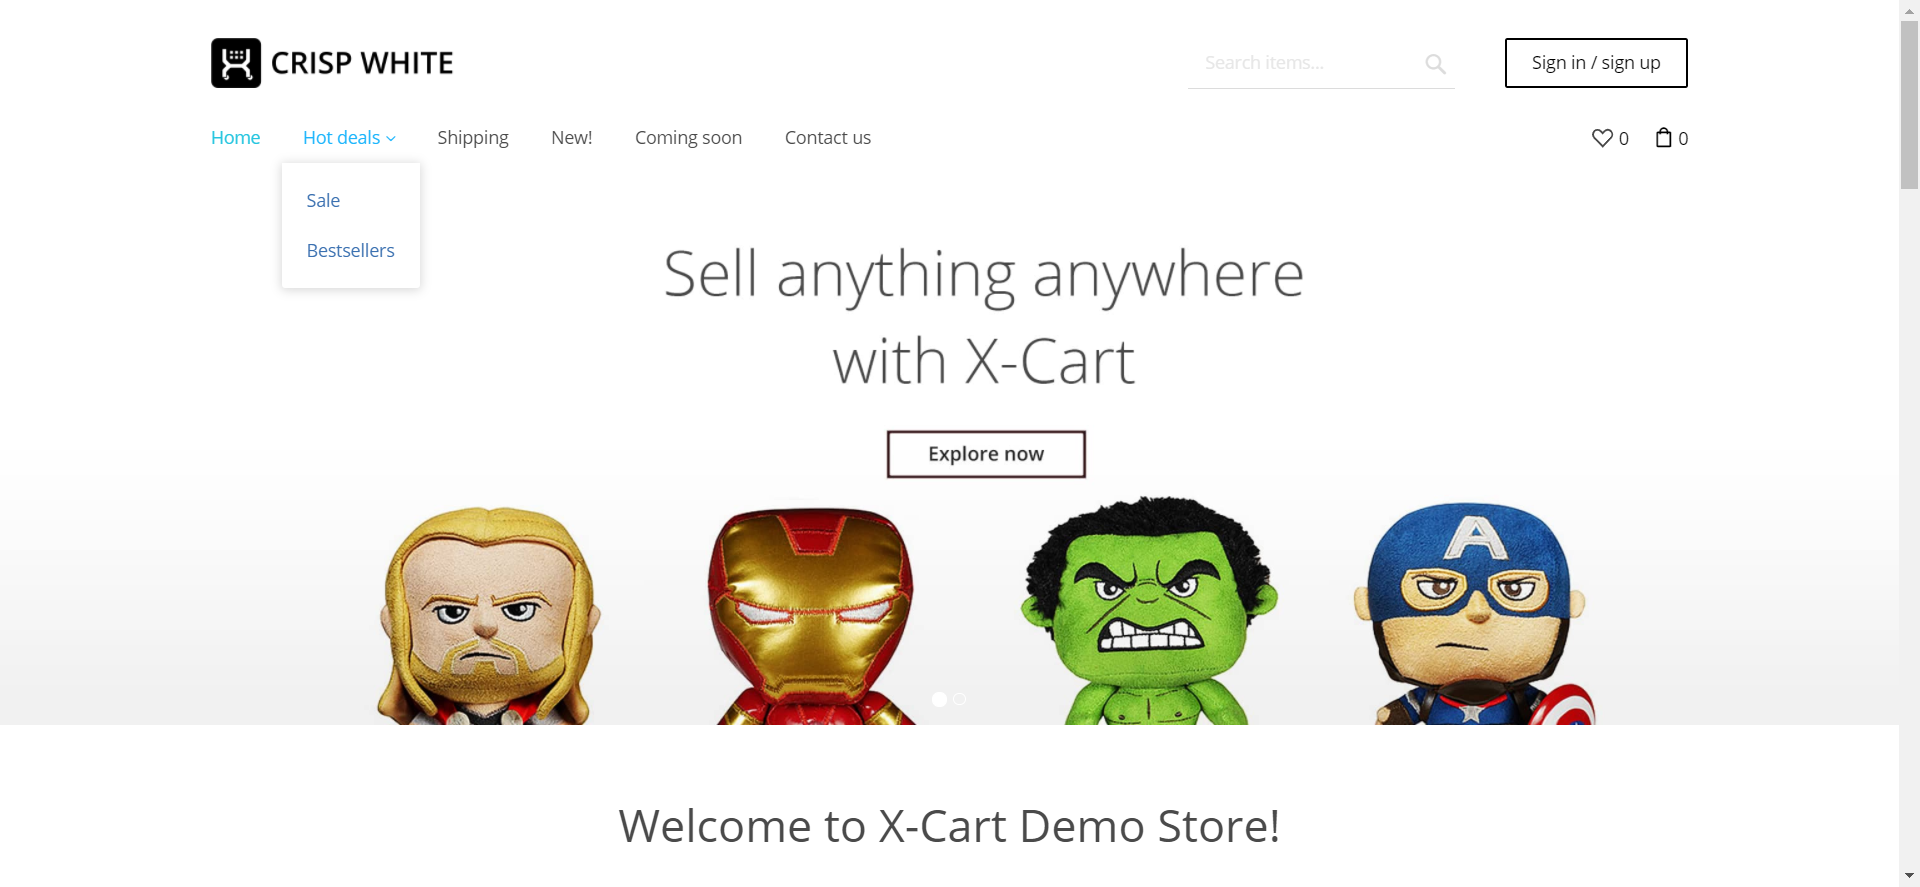 CRISP WHITE
Search items...
Sign in / sign up
Home
Hot deals
Shipping
New!
Coming soon
Contact us
0
0
Sale
Bestsellers
Sell anything anywhere
with X-Cart
Explore now
A
Welcome to X-Cart Demo Store!